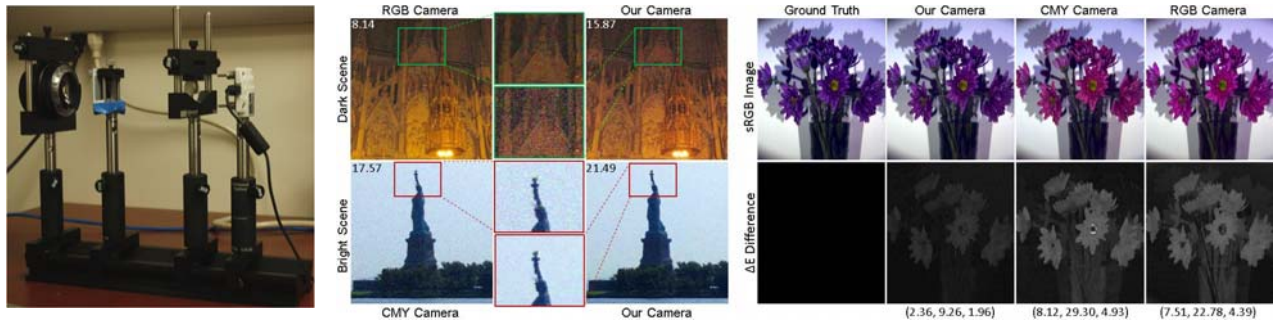 RGB Camera
Our Camera
8.14
15.87
Dark Scene
17.57
21.49
Bright Scene
CMY Camera
Our Camera
Ground Truth
Our Camera
CMY Camera
RGB Camera
sRGB Image
ΔE Difference
(2.36, 9.26, 1.96)
(8.12, 29.30, 4.93)
(7.51, 22.78, 4.39)